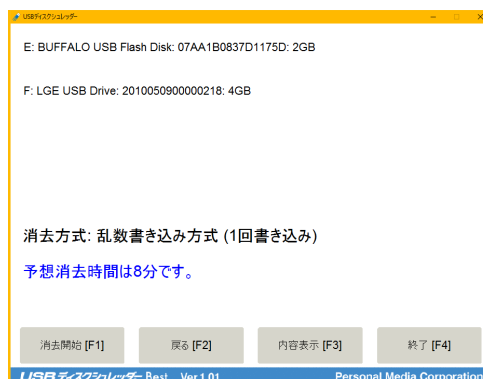 USBディスクシュレッダー
E: BUFFALO USB Flash Disk: 07AA1B0837D1175D: 2GB
F: LGE USB Drive: 2010050900000218: 4GB
消去方式: 乱数書き込み方式 (1回書き込み)
予想消去時間は8分です。
消去開始 [F1] 戻る [F2] 内容表示 [F3] 終了 [F4]
USB ディスクシュレッダー Best Ver 1.01 Personal Media Corporation